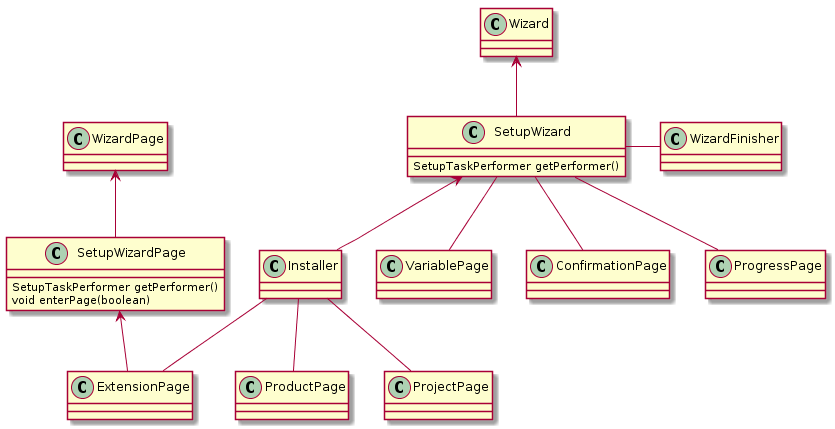 C Wizard
C SetupWizard
SetupTaskPerformer getPerformer()
C WizardFinisher
C WizardPage
C SetupWizardPage
SetupTaskPerformer getPerformer()
void enterPage(boolean)
C Installer
C VariablePage
C ConfirmationPage
C ProgressPage
C ExtensionPage
C ProductPage
C ProjectPage